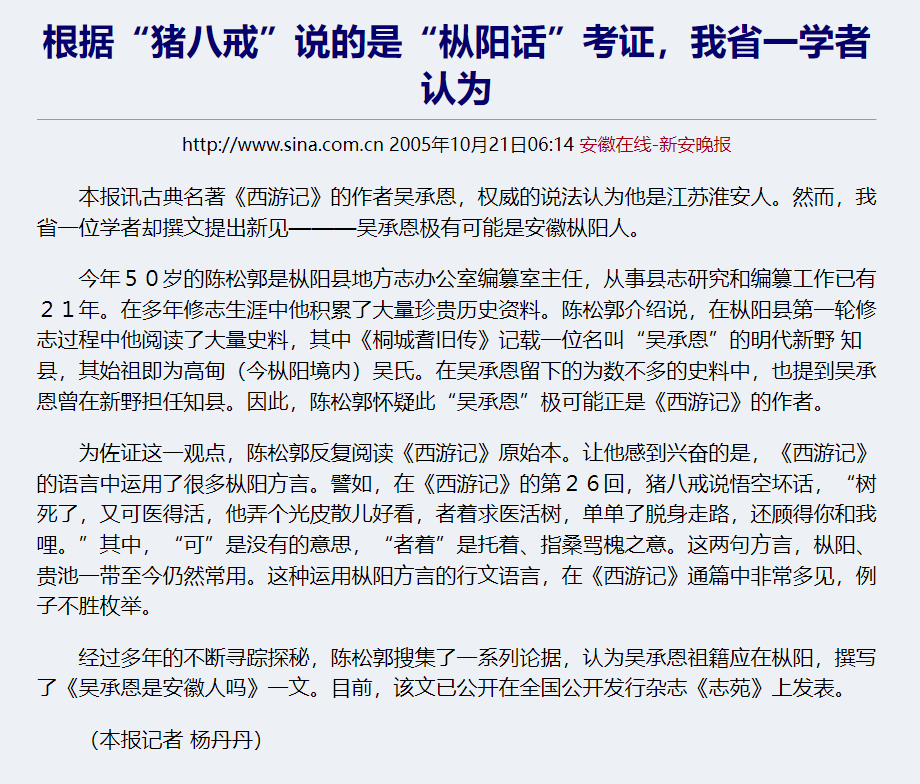 根据“猪八戒”说的是“枞阳话”考证，我省一学者
认为
http://www.sina.com.cn 2005年10月21日06:14 安徽在线-新安晚报
本报讯古典名著《西游记》的作者吴承恩，权威的说法认为他是江苏淮安人。然而，我
省一位学者却撰文提出新见———吴承恩极有可能是安徽枞阳人。
今年５０岁的陈松郭是枞阳县地方志办公室编篡室主任，从事县志研究和编篡工作已有
２１年。在多年修志生涯中他积累了大量珍贵历史资料。陈松郭介绍说，在枞阳县第一轮修
志过程中他阅读了大量史料，其中《桐城耆旧传》记载一位名叫“吴承恩”的明代新野 知
县，其始祖即为高甸（今枞阳境内）吴氏。在吴承恩留下的为数不多的史料中，也提到吴承
恩曾在新野担任知县。因此，陈松郭怀疑此“吴承恩”极可能正是《西游记》的作者。
为佐证这一观点，陈松郭反复阅读《西游记》原始本。让他感到兴奋的是，《西游记》
的语言中运用了很多枞阳方言。譬如，在《西游记》的第２６回，猪八戒说悟空坏话，“树
死了，又可医得活，他弄个光皮散儿好看，者着求医活树，单单了脱身走路，还顾得你和我
哩。”其中，“可”是没有的意思，“者着”是托着、指桑骂槐之意。这两句方言，枞阳、
贵池一带至今仍然常用。这种运用枞阳方言的行文语言，在《西游记》通篇中非常多见，例
子不胜枚举。
经过多年的不断寻踪探秘，陈松郭搜集了一系列论据，认为吴承恩祖籍应在枞阳，撰写
了《吴承恩是安徽人吗》一文。目前，该文已公开在全国公开发行杂志《志苑》上发表。
（本报记者 杨丹丹）